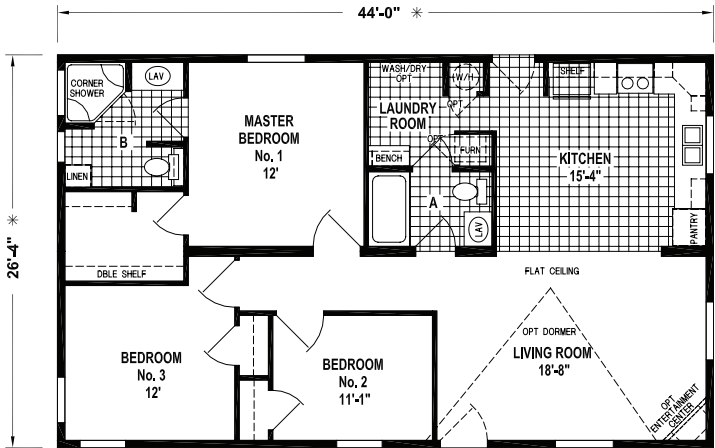 44'-0" *
26'-4" *
CORNER
SHOWER
LAV
B
LINEN
DBLE SHELF
MASTER
BEDROOM
No. 1
12'
WASH/DRY
OPT
W/H
OPT
LAUNDRY
ROOM
OPT
BENCH
FURN
A
LAV
SHELF
KITCHEN
15'-4"
PANTRY
FLAT CEILING
OPT DORMER
LIVING ROOM
18'-8"
OPT
ENTERTAINMENT
CENTER
BEDROOM
No. 3
12'
BEDROOM
No. 2
11'-1"